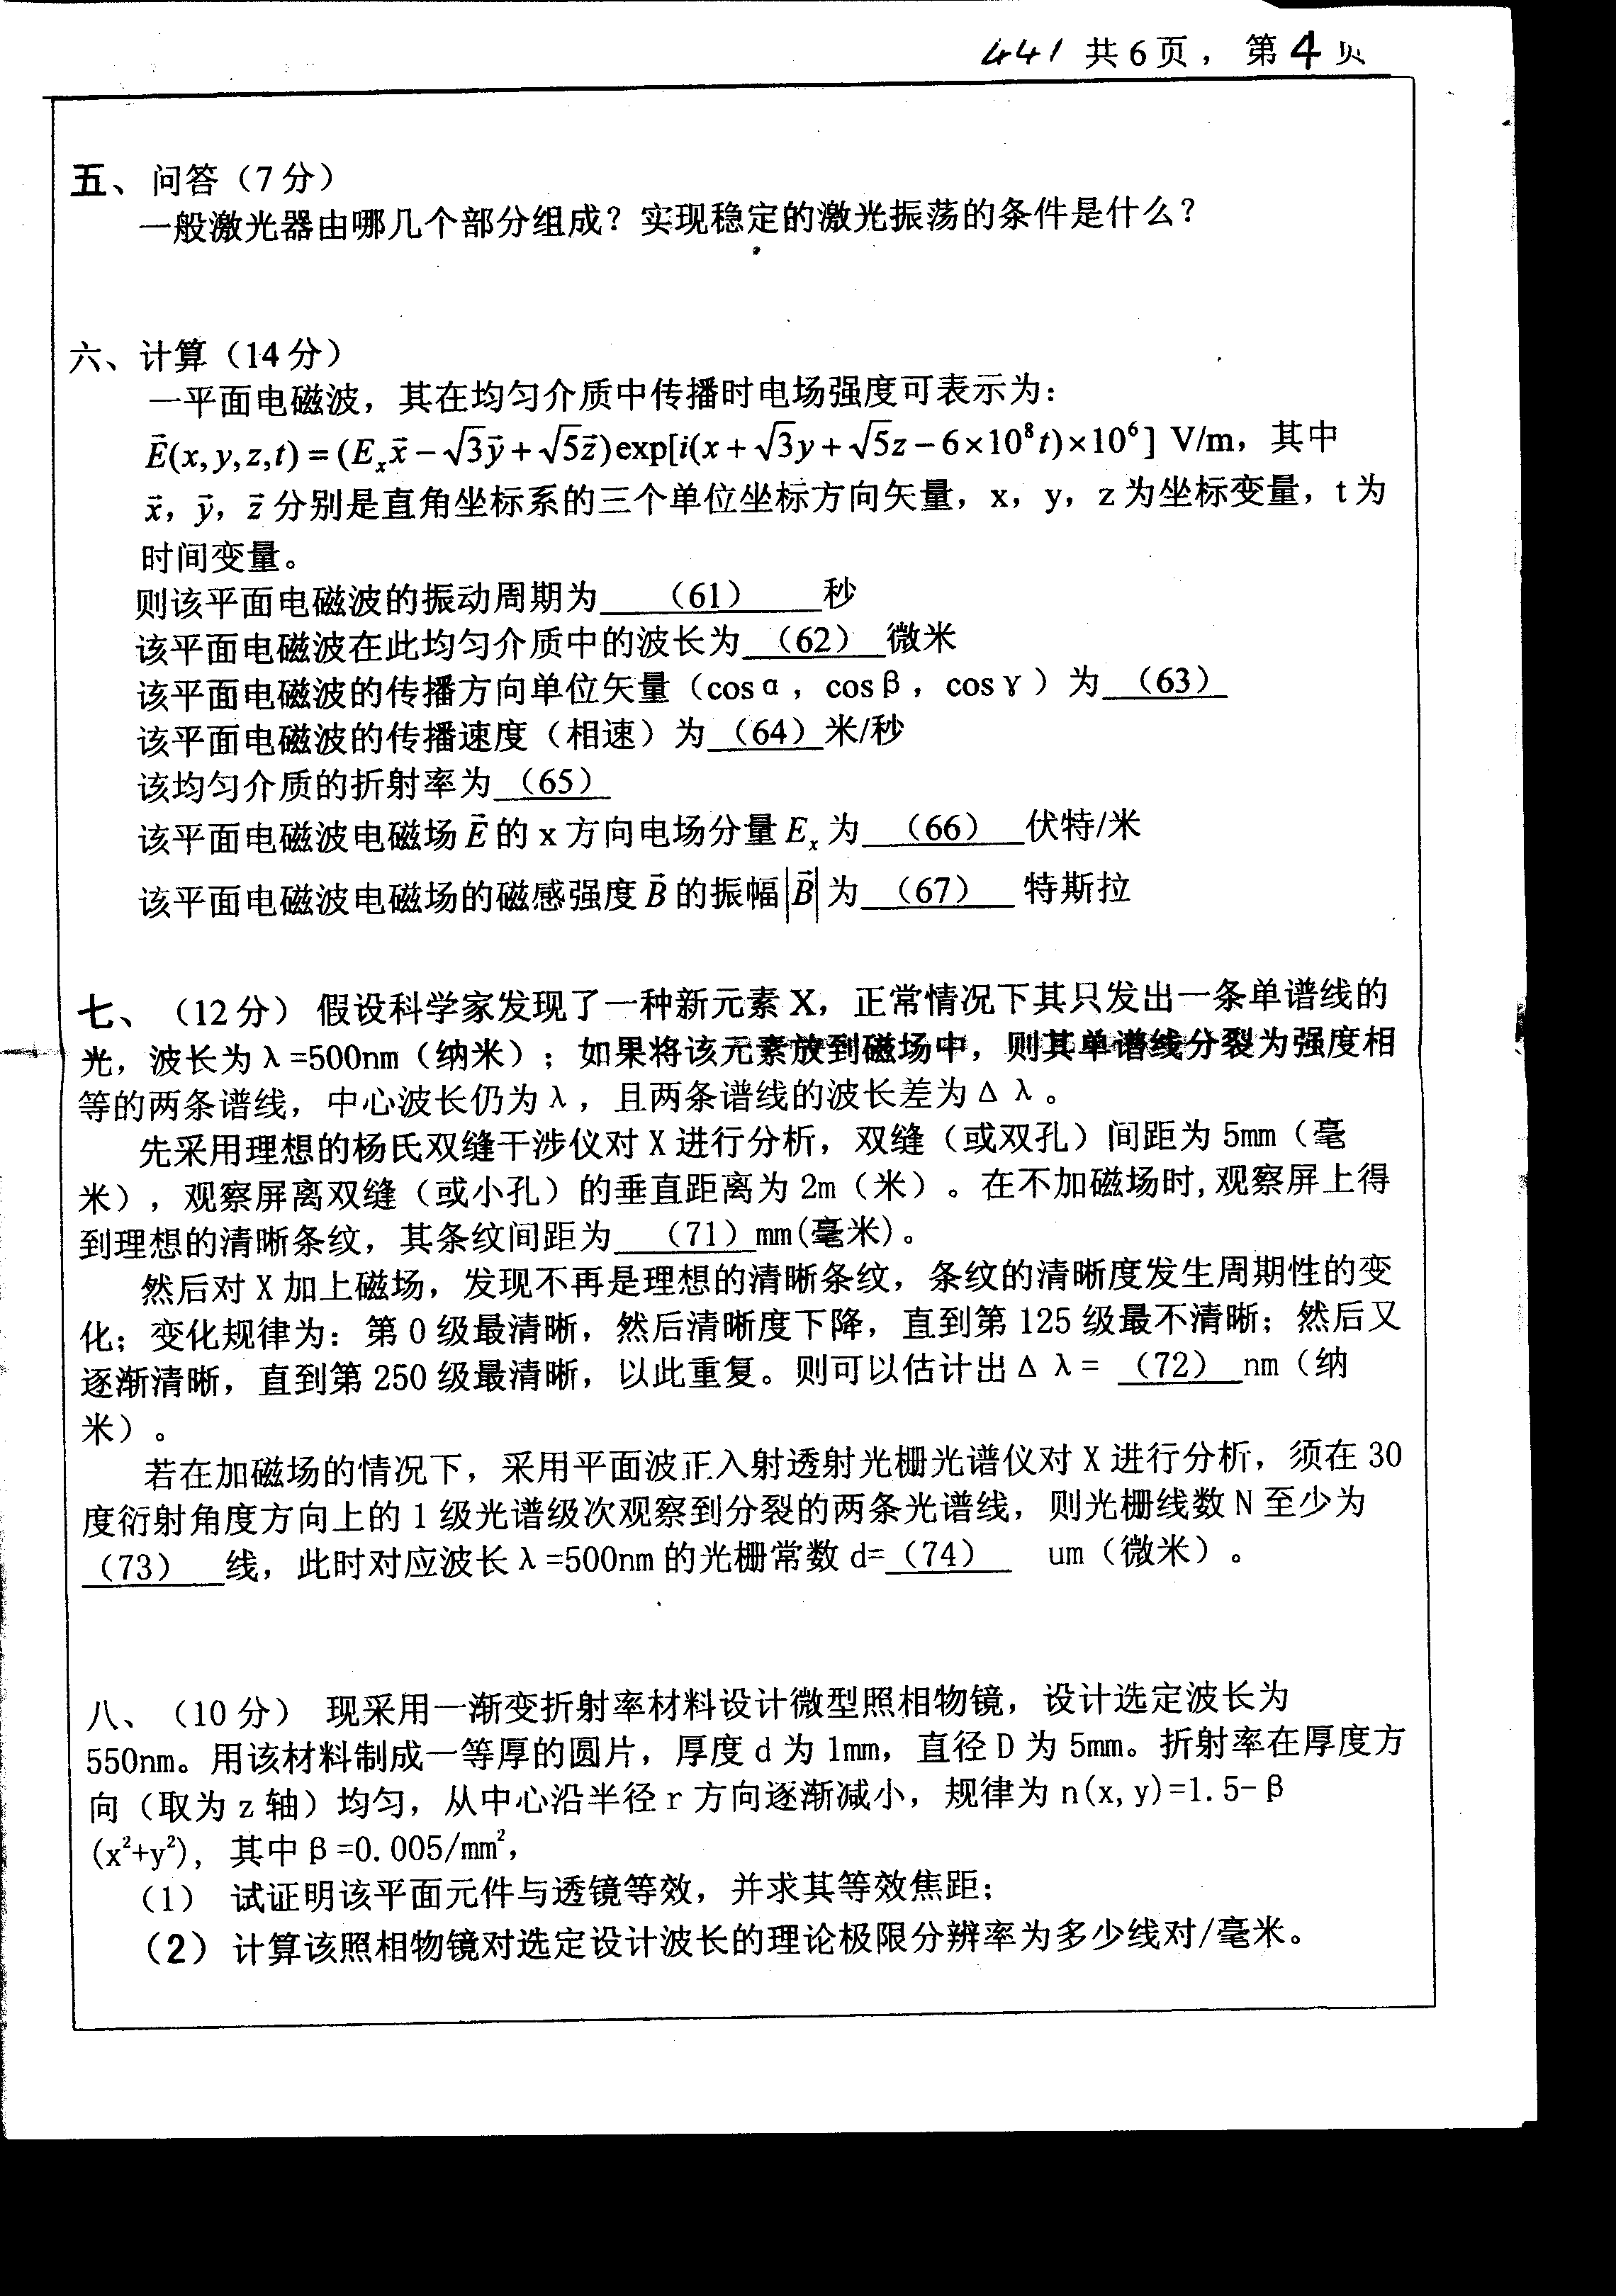 441 共6页， 第4页
五、问答（7分）
一般激光器由哪几个部分组成？实现稳定的激光振荡的条件是什么？
六、计算（14分）
一平面电磁波，其在均匀介质中传播时电场强度可表示为：
$\vec{E}(x,y,z,t)=(E_x\vec{x}-\sqrt{3}\vec{y}+\sqrt{5}\vec{z})\exp[i(x+\sqrt{3}y+\sqrt{5}z-6\times10^8t)\times10^6]$ V/m，其中
$\vec{x}$，$\vec{y}$，$\vec{z}$分别是直角坐标系的三个单位坐标方向矢量，x，y，z为坐标变量，t为
时间变量。
则该平面电磁波的振动周期为 （61） 秒
该平面电磁波在此均匀介质中的波长为 （62） 微米
该平面电磁波的传播方向单位矢量（cosα，cosβ，cosγ）为 （63）
该平面电磁波的传播速度（相速）为 （64） 米/秒
该均匀介质的折射率为 （65）
该平面电磁波电磁场$\vec{E}$的x方向电场分量$E_x$为 （66） 伏特/米
该平面电磁波电磁场的磁感强度$\vec{B}$的振幅$|\vec{B}|$为 （67） 特斯拉
七、（12分） 假设科学家发现了一种新元素X，正常情况下其只发出一条单谱线的
光，波长为λ=500nm（纳米）；如果将该元素放到磁场中，则其单谱线分裂为强度相
等的两条谱线，中心波长仍为λ，且两条谱线的波长差为Δλ。
先采用理想的杨氏双缝干涉仪对X进行分析，双缝（或双孔）间距为5mm（毫
米），观察屏离双缝（或小孔）的垂直距离为2m（米）。在不加磁场时,观察屏上得
到理想的清晰条纹，其条纹间距为 （71） mm(毫米)。
然后对X加上磁场，发现不再是理想的清晰条纹，条纹的清晰度发生周期性的变
化；变化规律为：第0级最清晰，然后清晰度下降，直到第125级最不清晰；然后又
逐渐清晰，直到第250级最清晰，以此重复。则可以估计出Δλ= （72） nm（纳
米）。
若在加磁场的情况下，采用平面波正入射透射光栅光谱仪对X进行分析，须在30
度衍射角度方向上的1级光谱级次观察到分裂的两条光谱线，则光栅线数N至少为
（73） 线，此时对应波长λ=500nm的光栅常数d= （74） um（微米）。
八、（10分） 现采用一渐变折射率材料设计微型照相物镜，设计选定波长为
550nm。用该材料制成一等厚的圆片，厚度d为1mm，直径D为5mm。折射率在厚度方
向（取为z轴）均匀，从中心沿半径r方向逐渐减小，规律为n(x,y)=1.5-β
(x²+y²)，其中β=0.005/mm²，
（1） 试证明该平面元件与透镜等效，并求其等效焦距；
（2） 计算该照相物镜对选定设计波长的理论极限分辨率为多少线对/毫米。